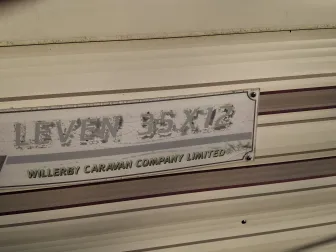 LEVEN 35X12
WILLERBY CARAVAN COMPANY LIMITED